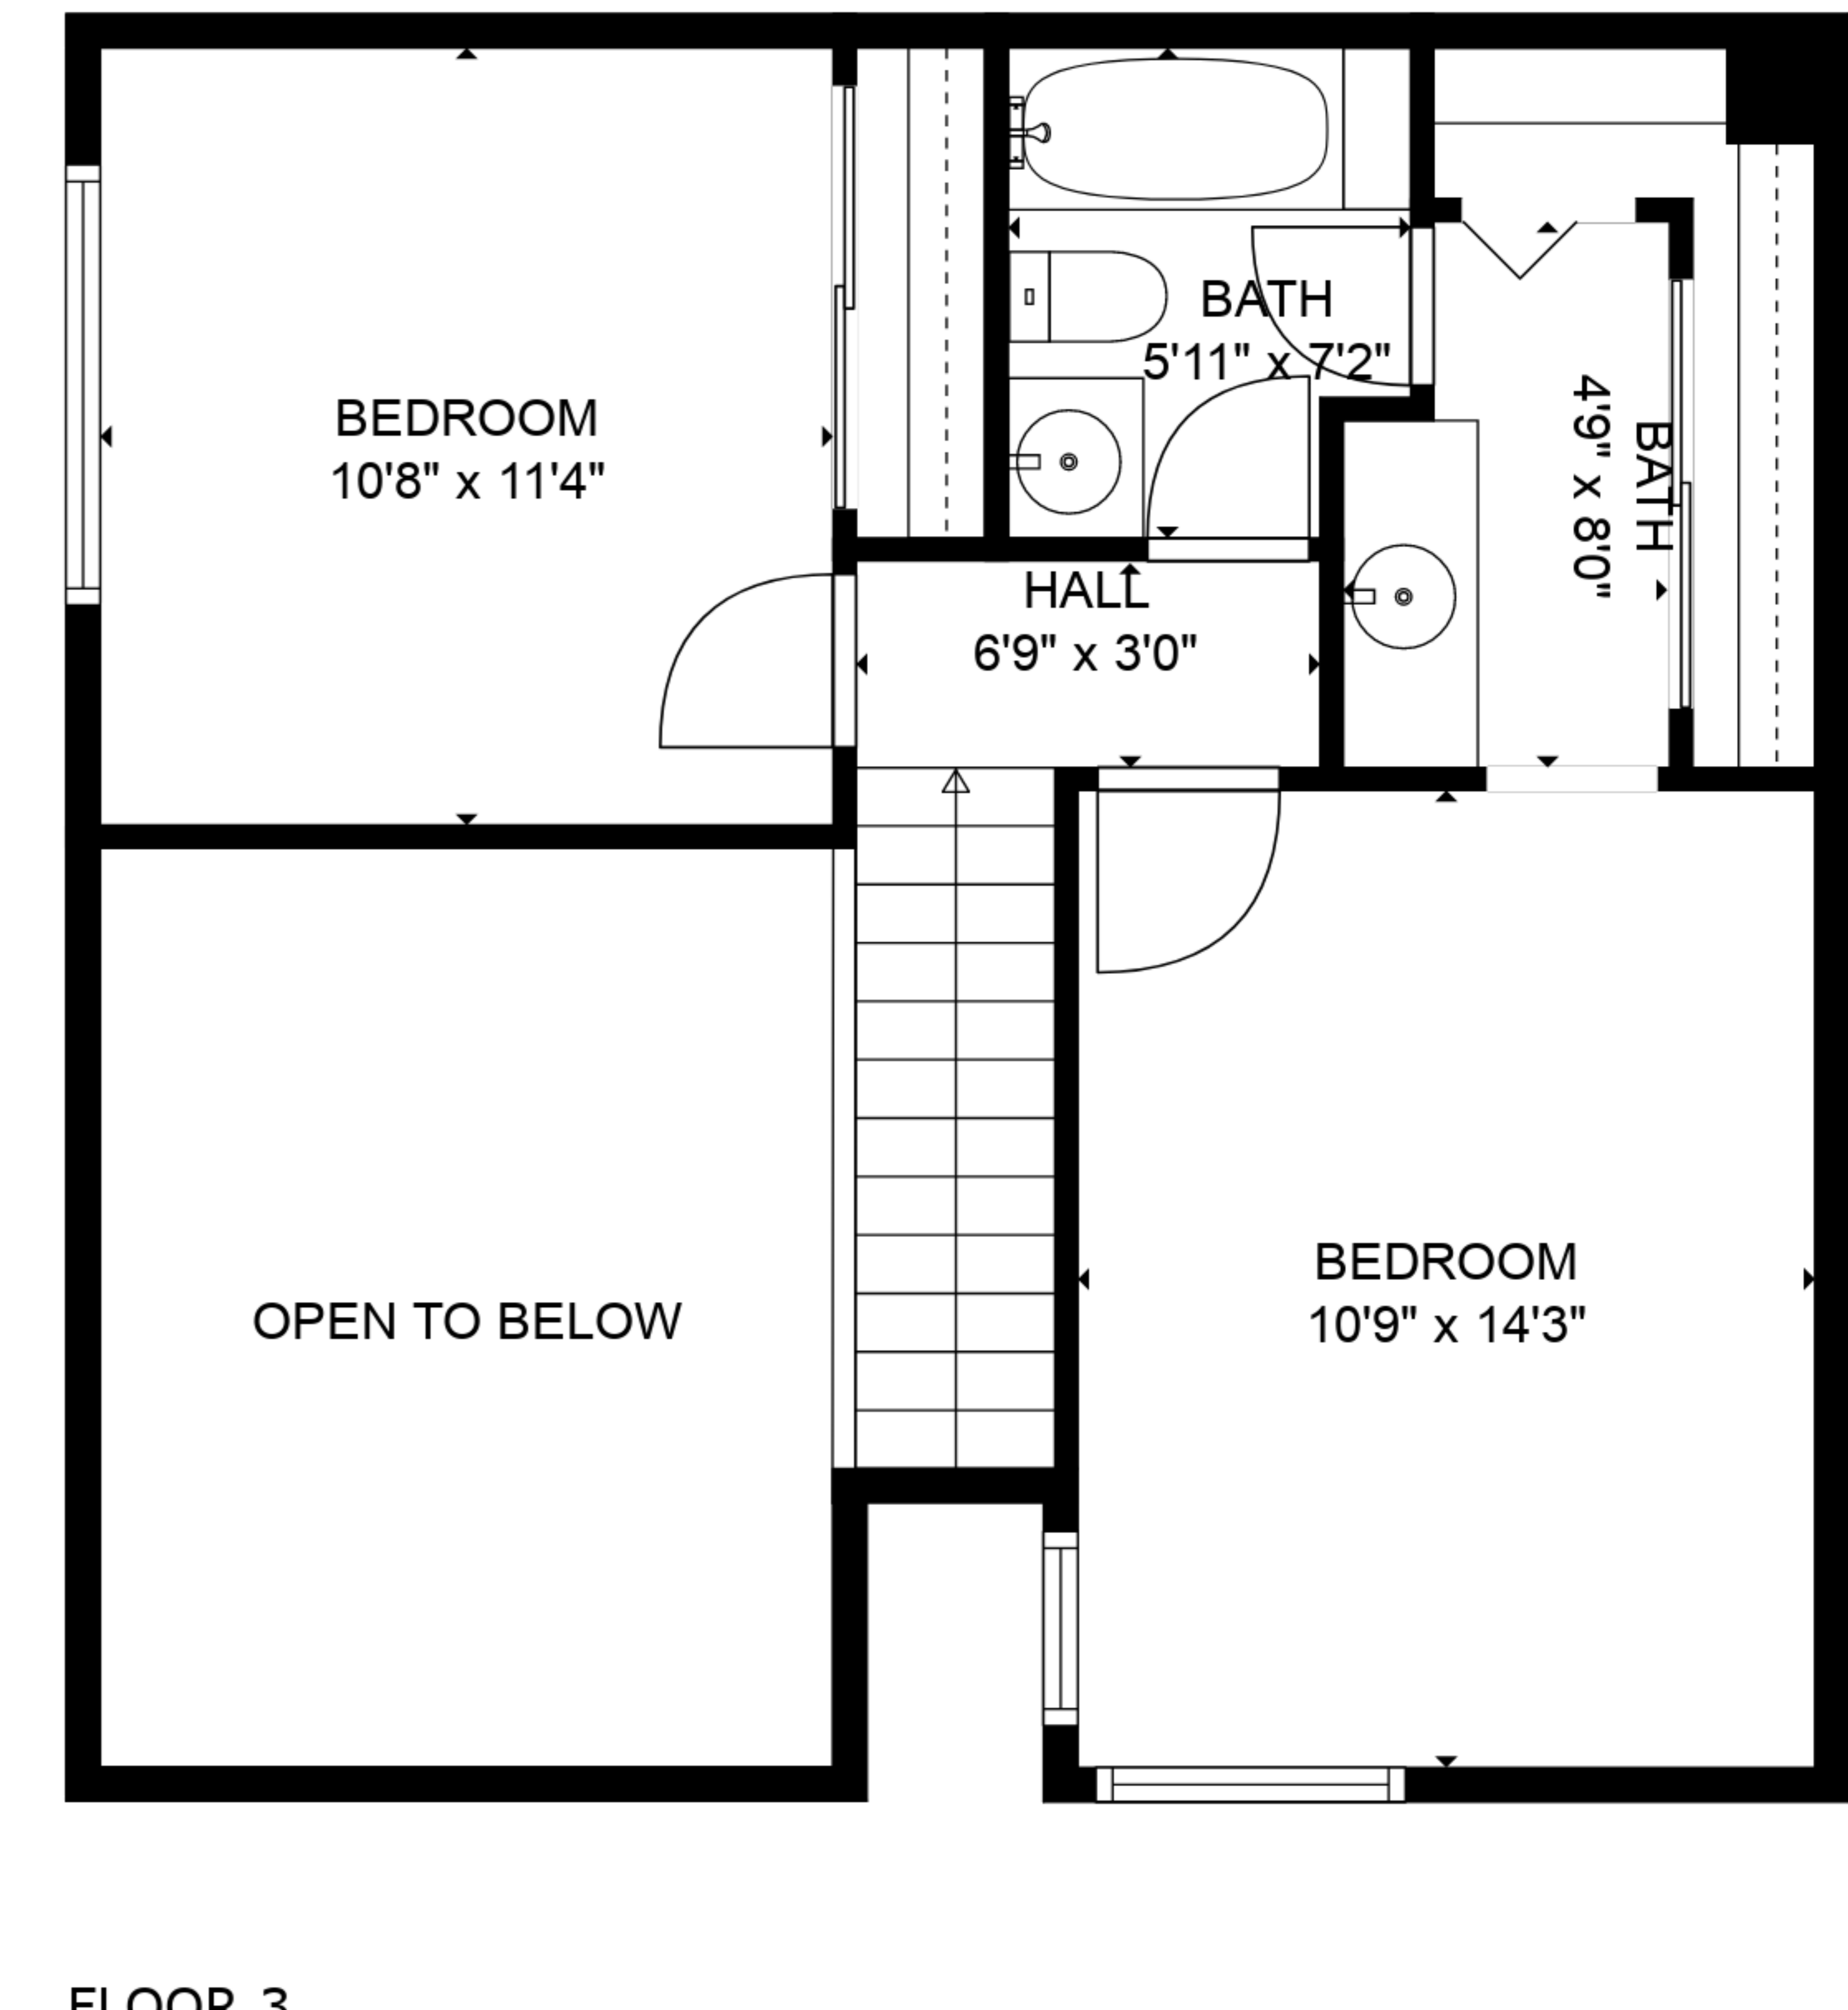 BATH
5'11" x 7'2"
BEDROOM
10'8" x 11'4"
BATH
4'9" x 8'0"
HALL
6'9" x 3'0"
BEDROOM
10'9" x 14'3"
OPEN TO BELOW
FLOOR 3